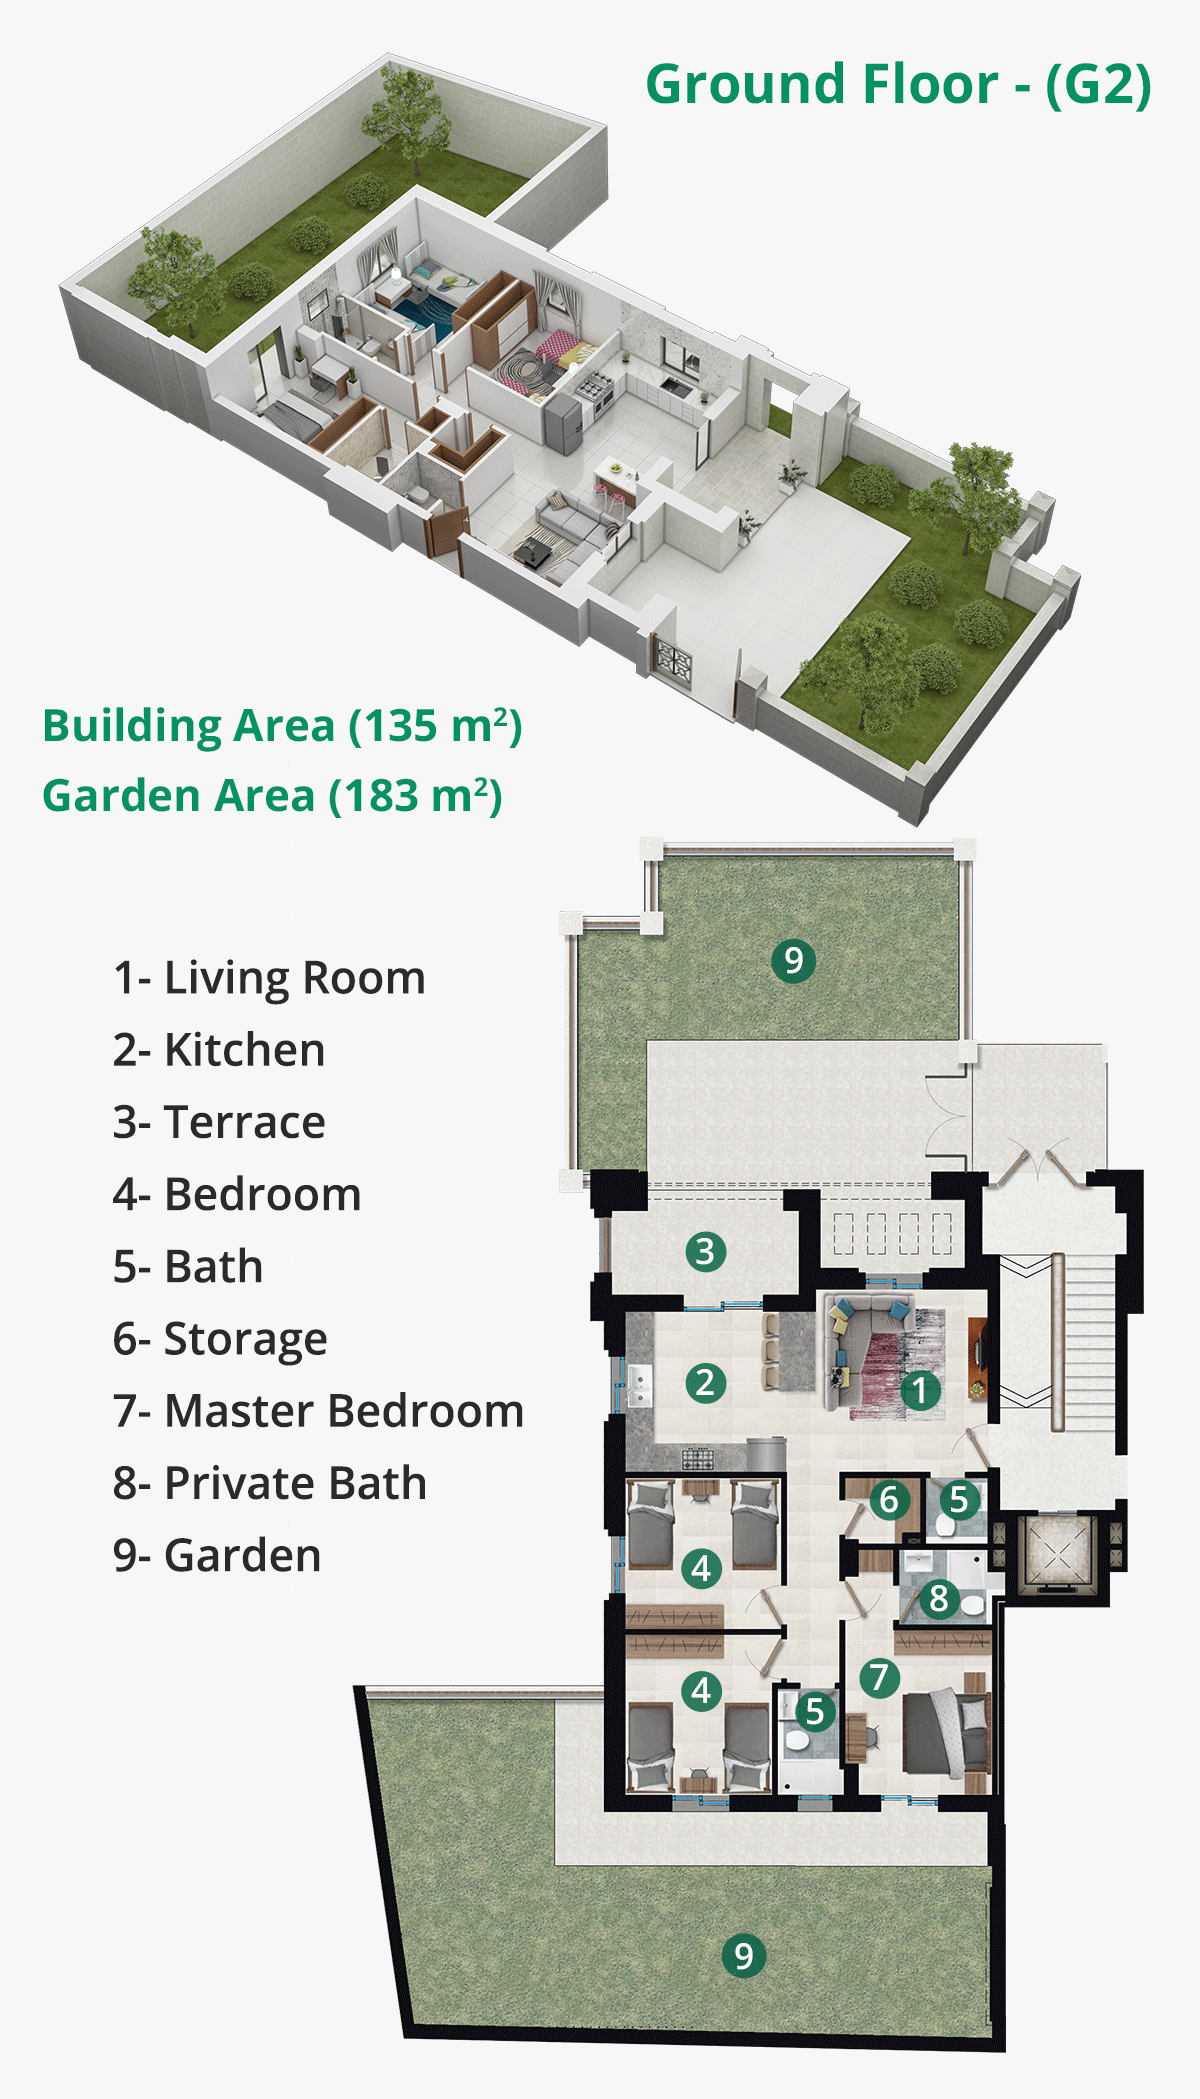 Ground Floor - (G2)
Building Area (135 m²)
Garden Area (183 m²)
1- Living Room
2- Kitchen
3- Terrace
4- Bedroom
5- Bath
6- Storage
7- Master Bedroom
8- Private Bath
9- Garden
9
3
2
1
6
5
4
8
4
7
5
9